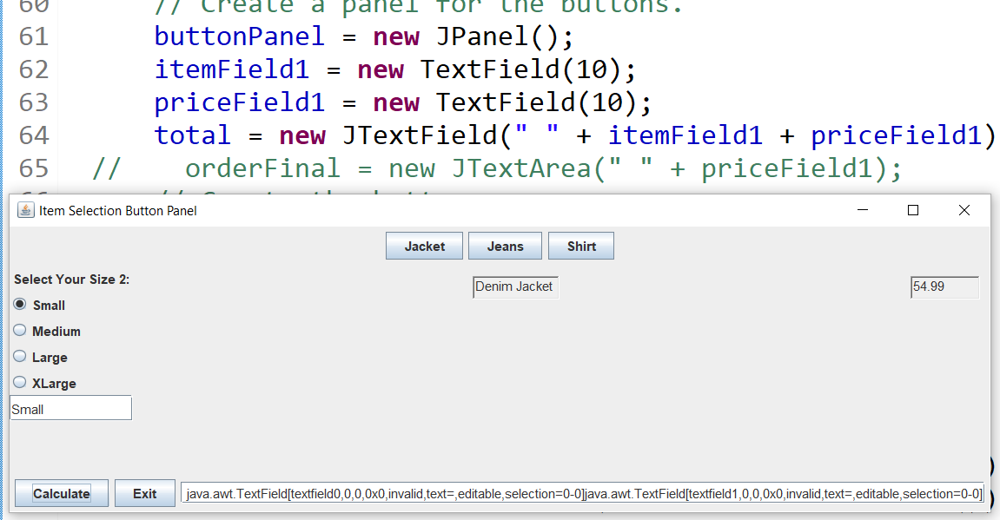 60 // Create a panel for the buttons.
61 buttonPanel = new JPanel();
62 itemField1 = new TextField(10);
63 priceField1 = new TextField(10);
64 total = new JTextField(" " + itemField1 + priceField1)
65 // orderFinal = new JTextArea(" " + priceField1);
Item Selection Button Panel
Jacket Jeans Shirt
Select Your Size 2:
Denim Jacket 54.99
Small
Medium
Large
XLarge
Small
Calculate Exit java.awt.TextField[textfield0,0,0,0x0,invalid,text=,editable,selection=0-0]java.awt.TextField[textfield1,0,0,0x0,invalid,text=,editable,selection=0-0]